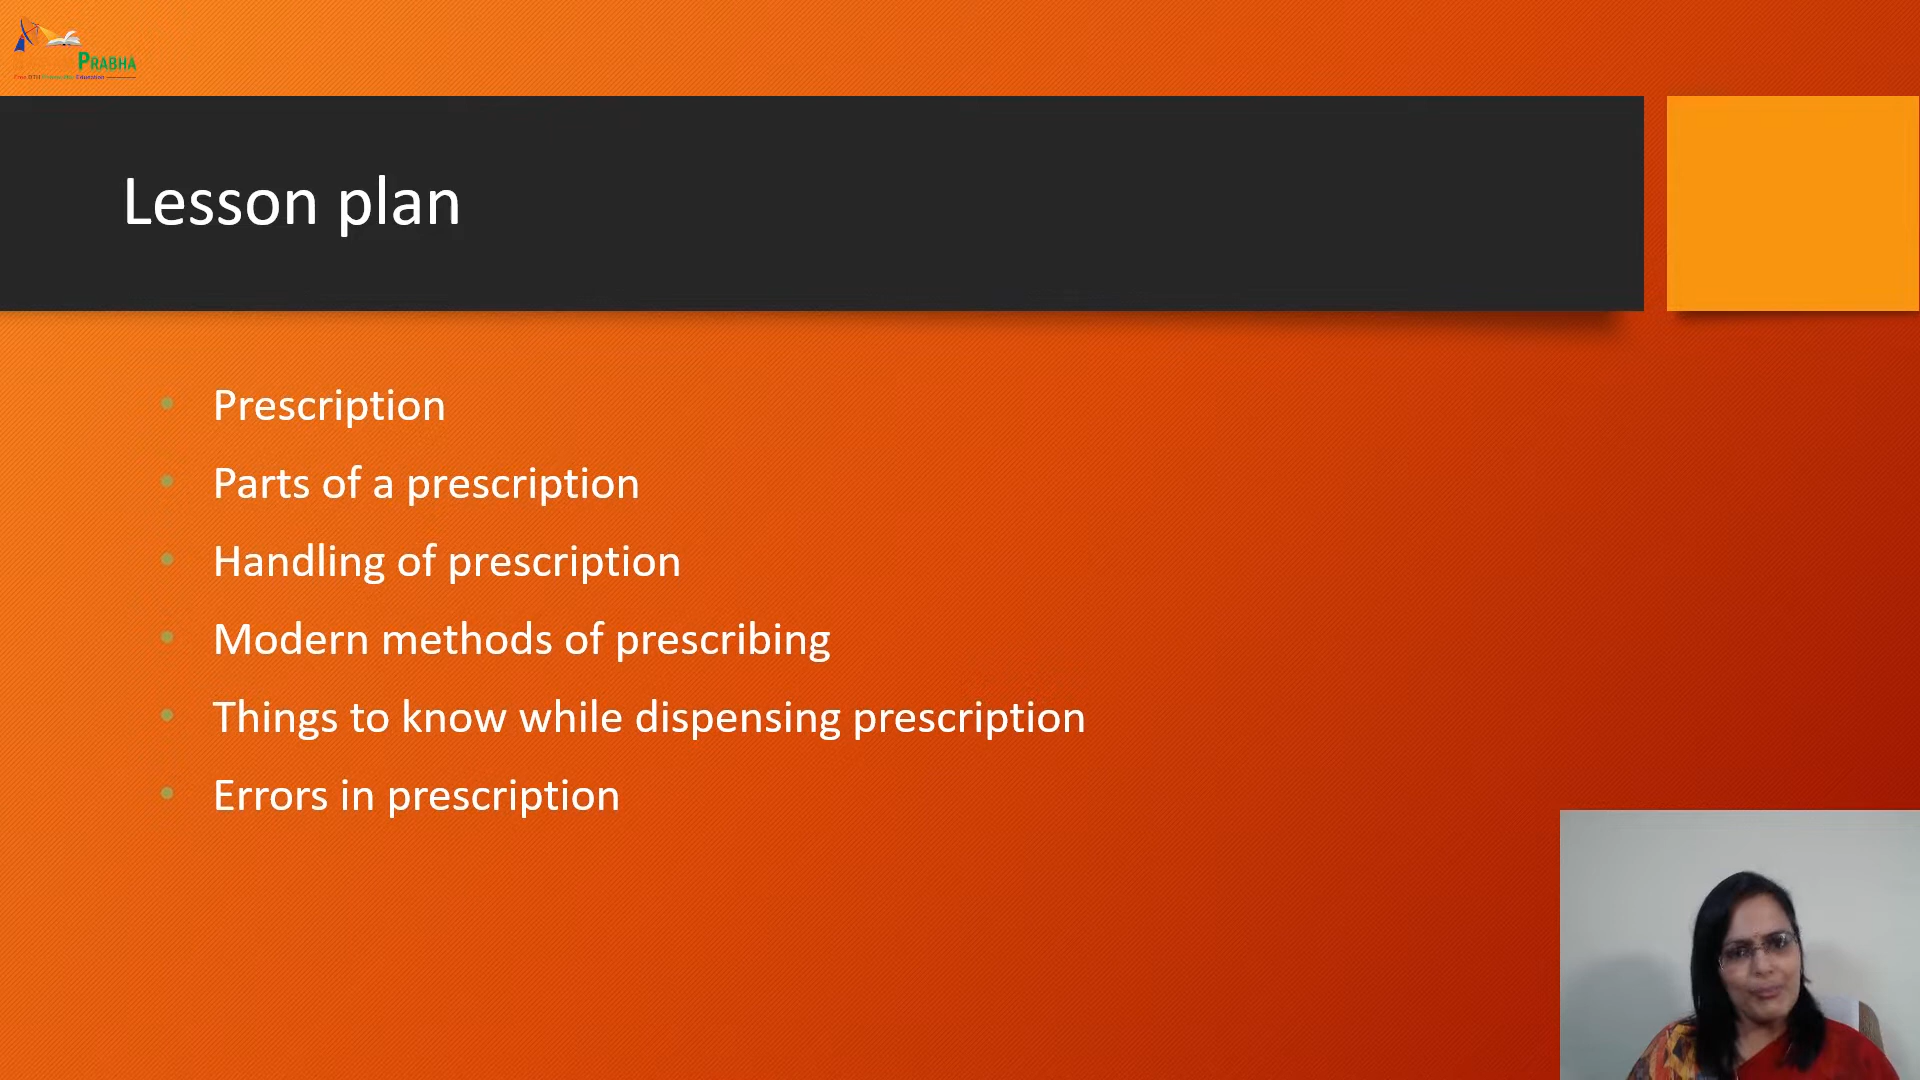 PRABHA
Lesson plan
• Prescription
• Parts of a prescription
• Handling of prescription
• Modern methods of prescribing
• Things to know while dispensing prescription
• Errors in prescription